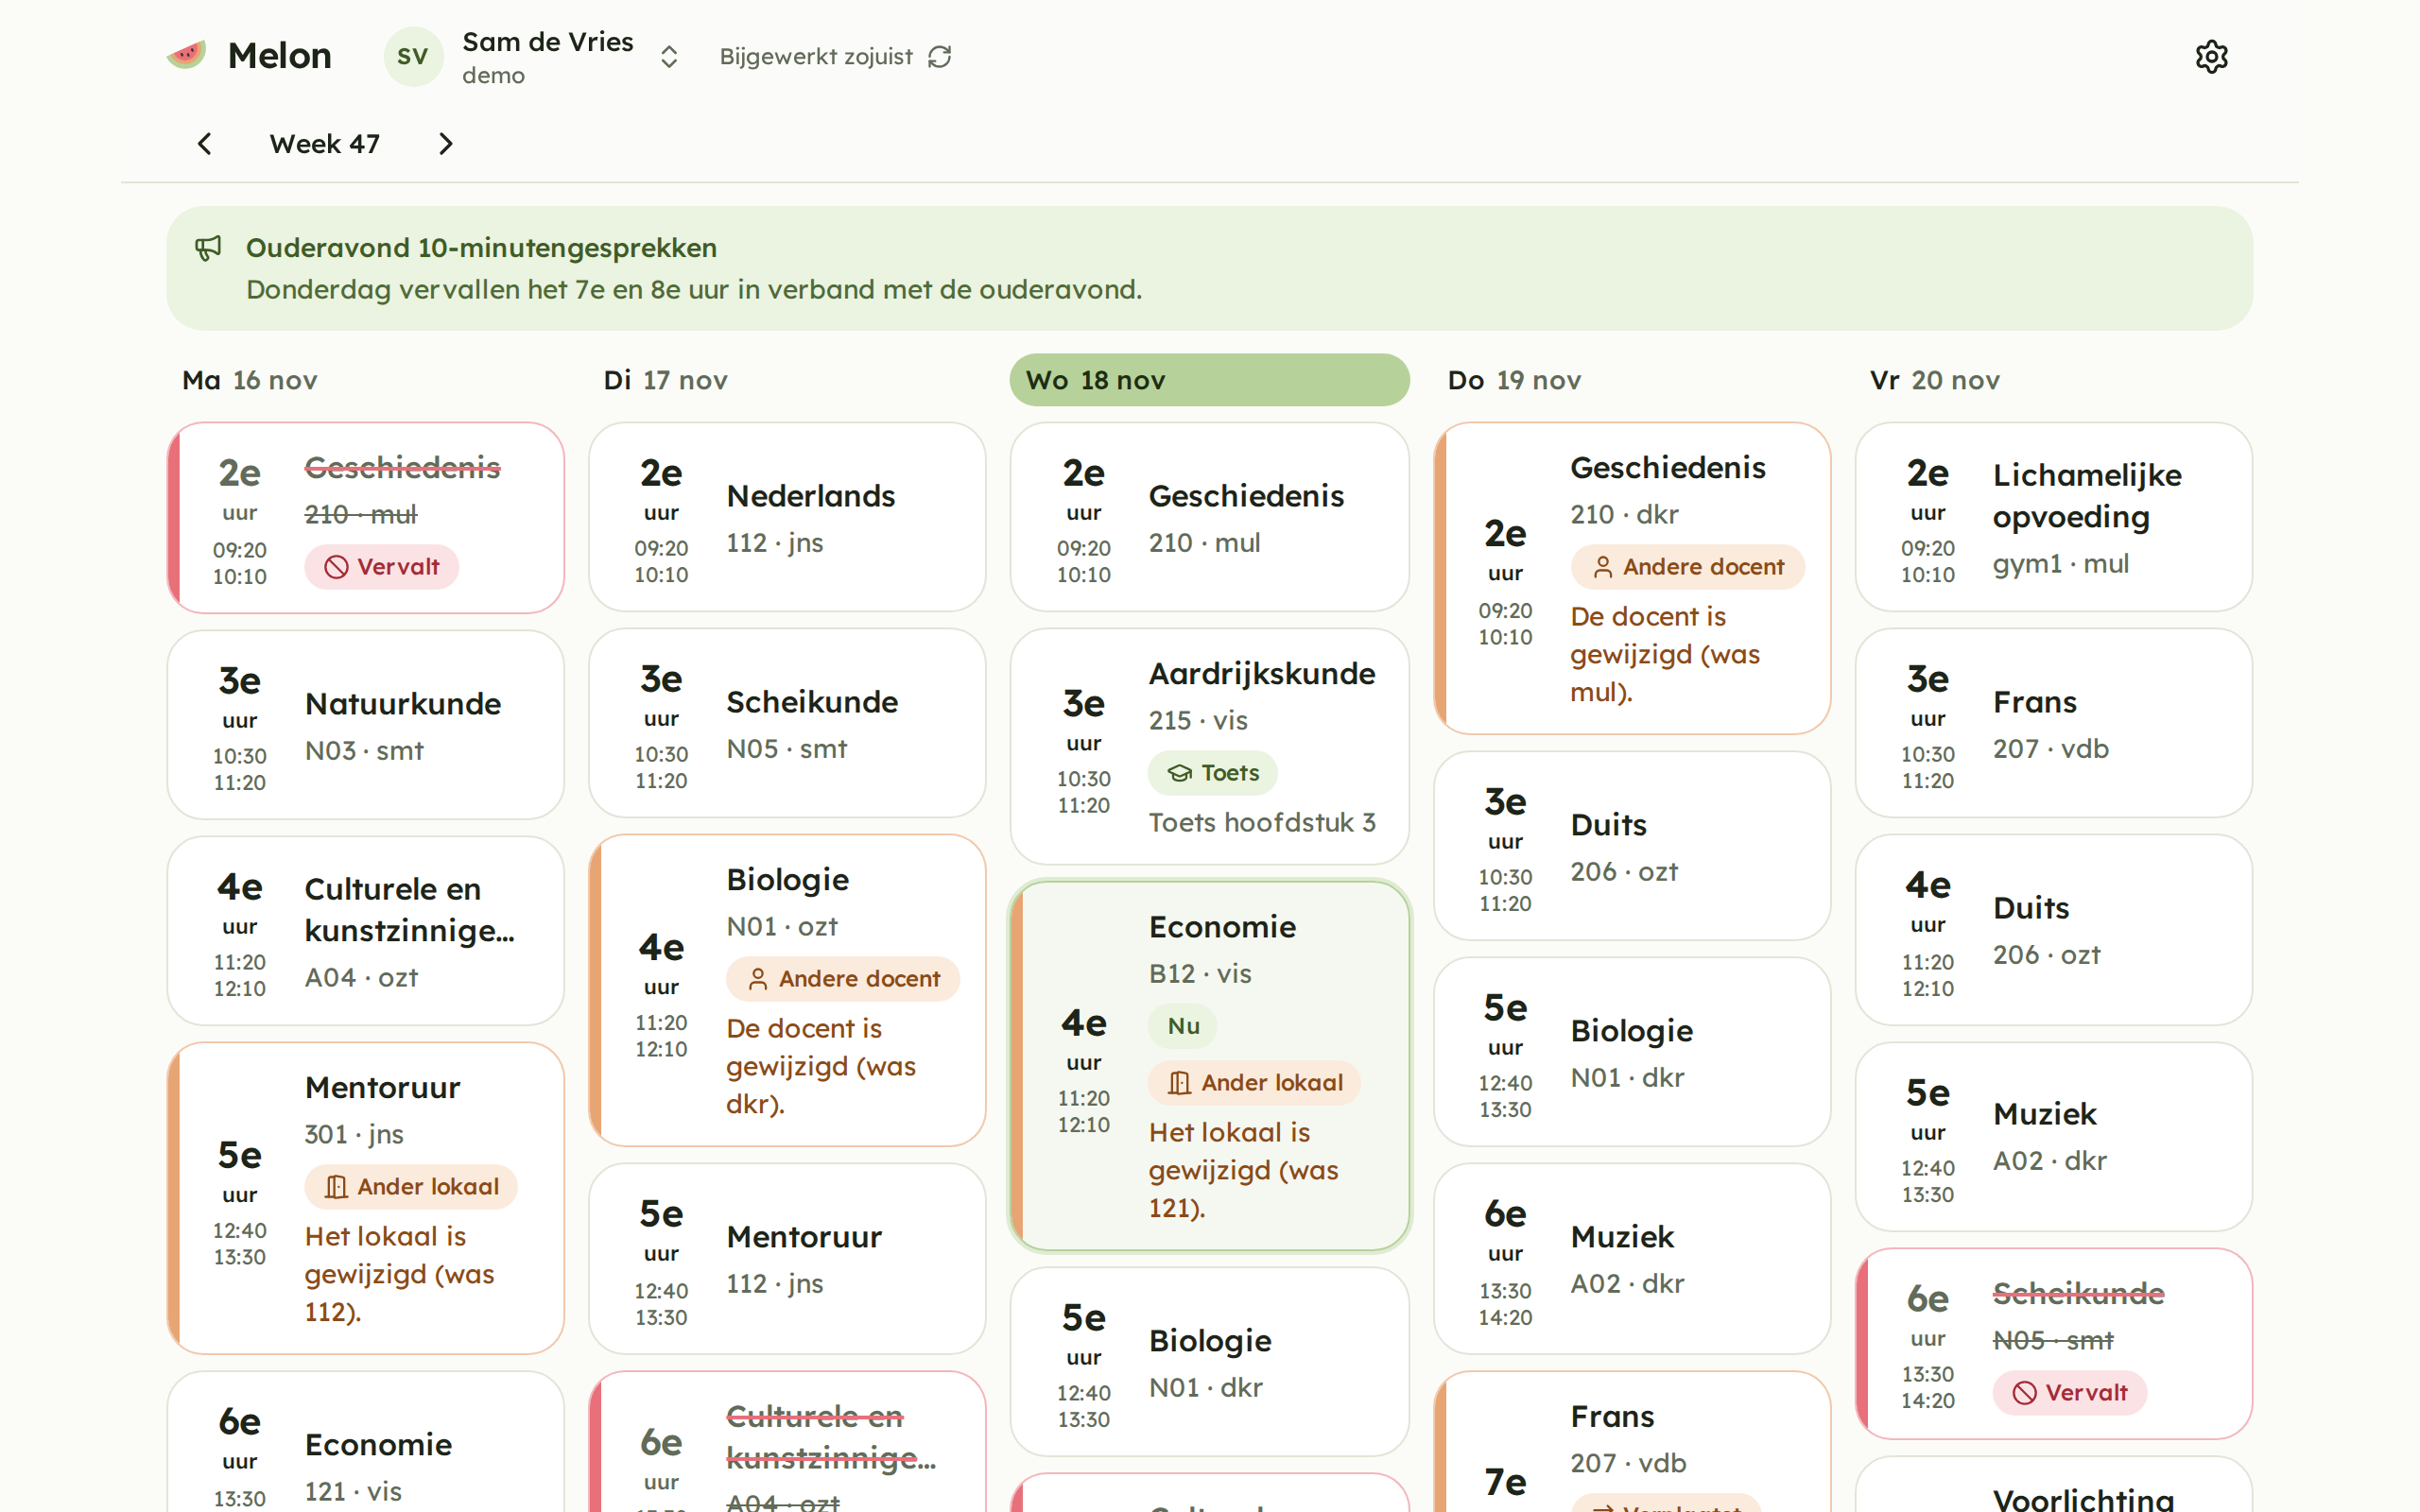 Melon
SV
Sam de Vries
demo
Bijgewerkt zojuist
Week 47
Ouderavond 10-minutengesprekken
Donderdag vervallen het 7e en 8e uur in verband met de ouderavond.
Ma 16 nov
2e
uur
09:20
10:10
Geschiedenis
210 · mul
Vervalt
3e
uur
10:30
11:20
Natuurkunde
N03 · smt
4e
uur
11:20
12:10
Culturele en
kunstzinnige...
A04 · ozt
5e
uur
12:40
13:30
Mentoruur
301 · jns
Ander lokaal
Het lokaal is
gewijzigd (was
112).
6e
uur
13:30
Economie
121 · vis
Di 17 nov
2e
uur
09:20
10:10
Nederlands
112 · jns
3e
uur
10:30
11:20
Scheikunde
N05 · smt
4e
uur
11:20
12:10
Biologie
N01 · ozt
Andere docent
De docent is
gewijzigd (was
dkr).
5e
uur
12:40
13:30
Mentoruur
112 · jns
6e
uur
Culturele en
kunstzinnige...
A04 · ozt
Wo 18 nov
2e
uur
09:20
10:10
Geschiedenis
210 · mul
3e
uur
10:30
11:20
Aardrijkskunde
215 · vis
Toets
Toets hoofdstuk 3
4e
uur
11:20
12:10
Economie
B12 · vis
Nu
Ander lokaal
Het lokaal is
gewijzigd (was
121).
5e
uur
12:40
13:30
Biologie
N01 · dkr
Do 19 nov
2e
uur
09:20
10:10
Geschiedenis
210 · dkr
Andere docent
De docent is
gewijzigd (was
mul).
3e
uur
10:30
11:20
Duits
206 · ozt
5e
uur
12:40
13:30
Biologie
N01 · dkr
6e
uur
13:30
14:20
Muziek
A02 · dkr
7e
Frans
207 · vdb
Vr 20 nov
2e
uur
09:20
10:10
Lichamelijke
opvoeding
gym1 · mul
3e
uur
10:30
11:20
Frans
207 · vdb
4e
uur
11:20
12:10
Duits
206 · ozt
5e
uur
12:40
13:30
Muziek
A02 · dkr
6e
uur
13:30
14:20
Scheikunde
N05 · smt
Vervalt
Voorlichting